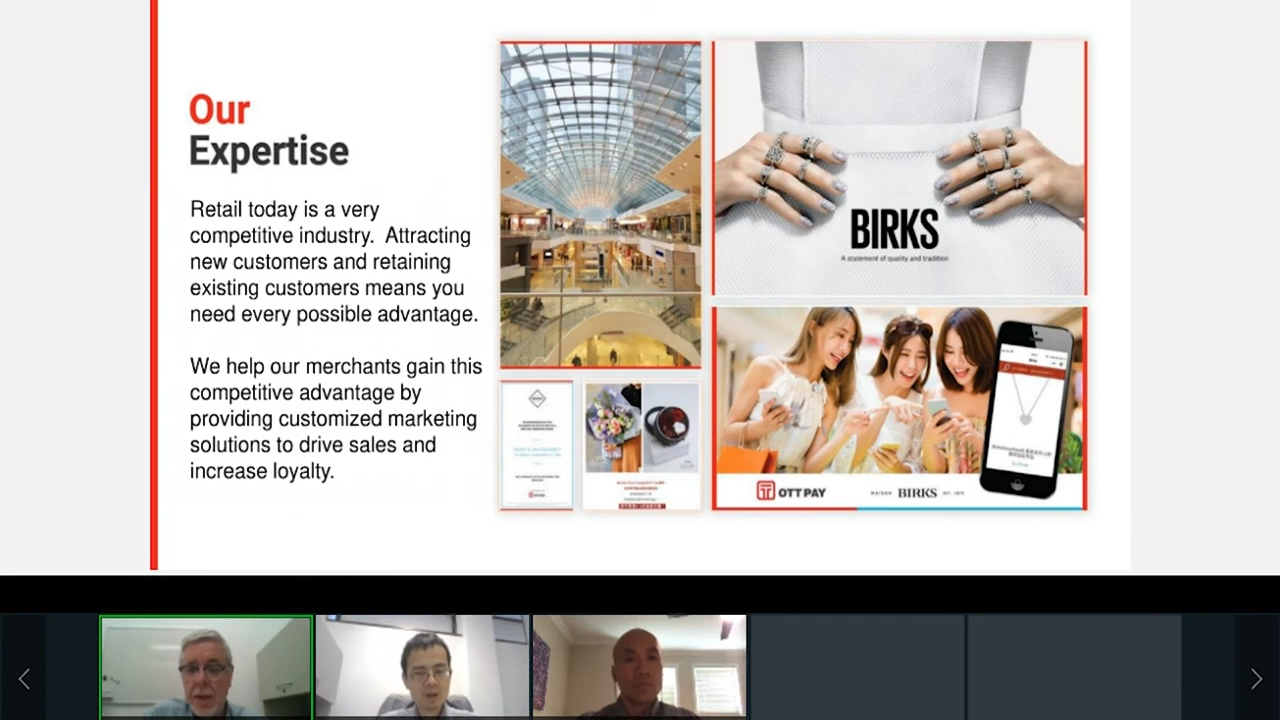 Our
Expertise
Retail today is a very
competitive industry.  Attracting
new customers and retaining
existing customers means you
need every possible advantage.
We help our merchants gain this
competitive advantage by
providing customized marketing
solutions to drive sales and
increase loyalty.
BIRKS
A statement of quality and tradition
OTT PAY
MAISON BIRKS EST. 1879